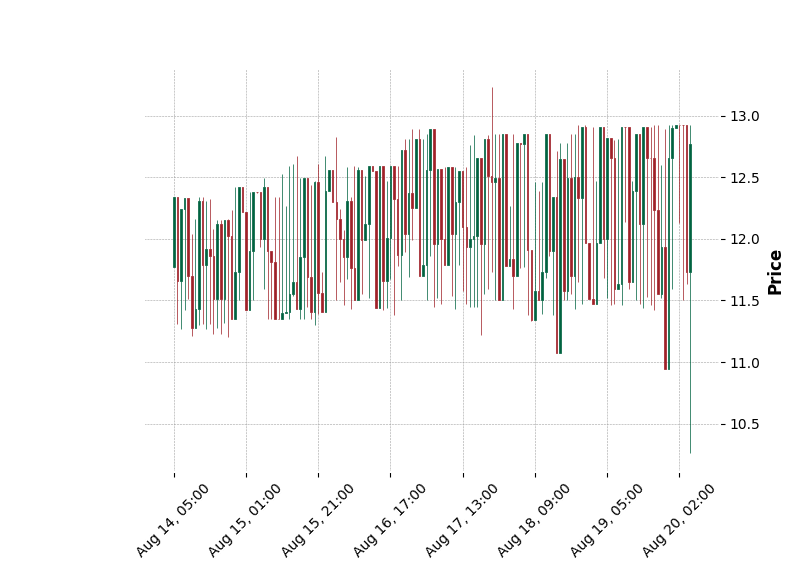 13.0
12.5
12.0
11.5
11.0
10.5
Price
Aug 14, 05:00
Aug 15, 01:00
Aug 15, 21:00
Aug 16, 17:00
Aug 17, 13:00
Aug 18, 09:00
Aug 19, 05:00
Aug 20, 02:00